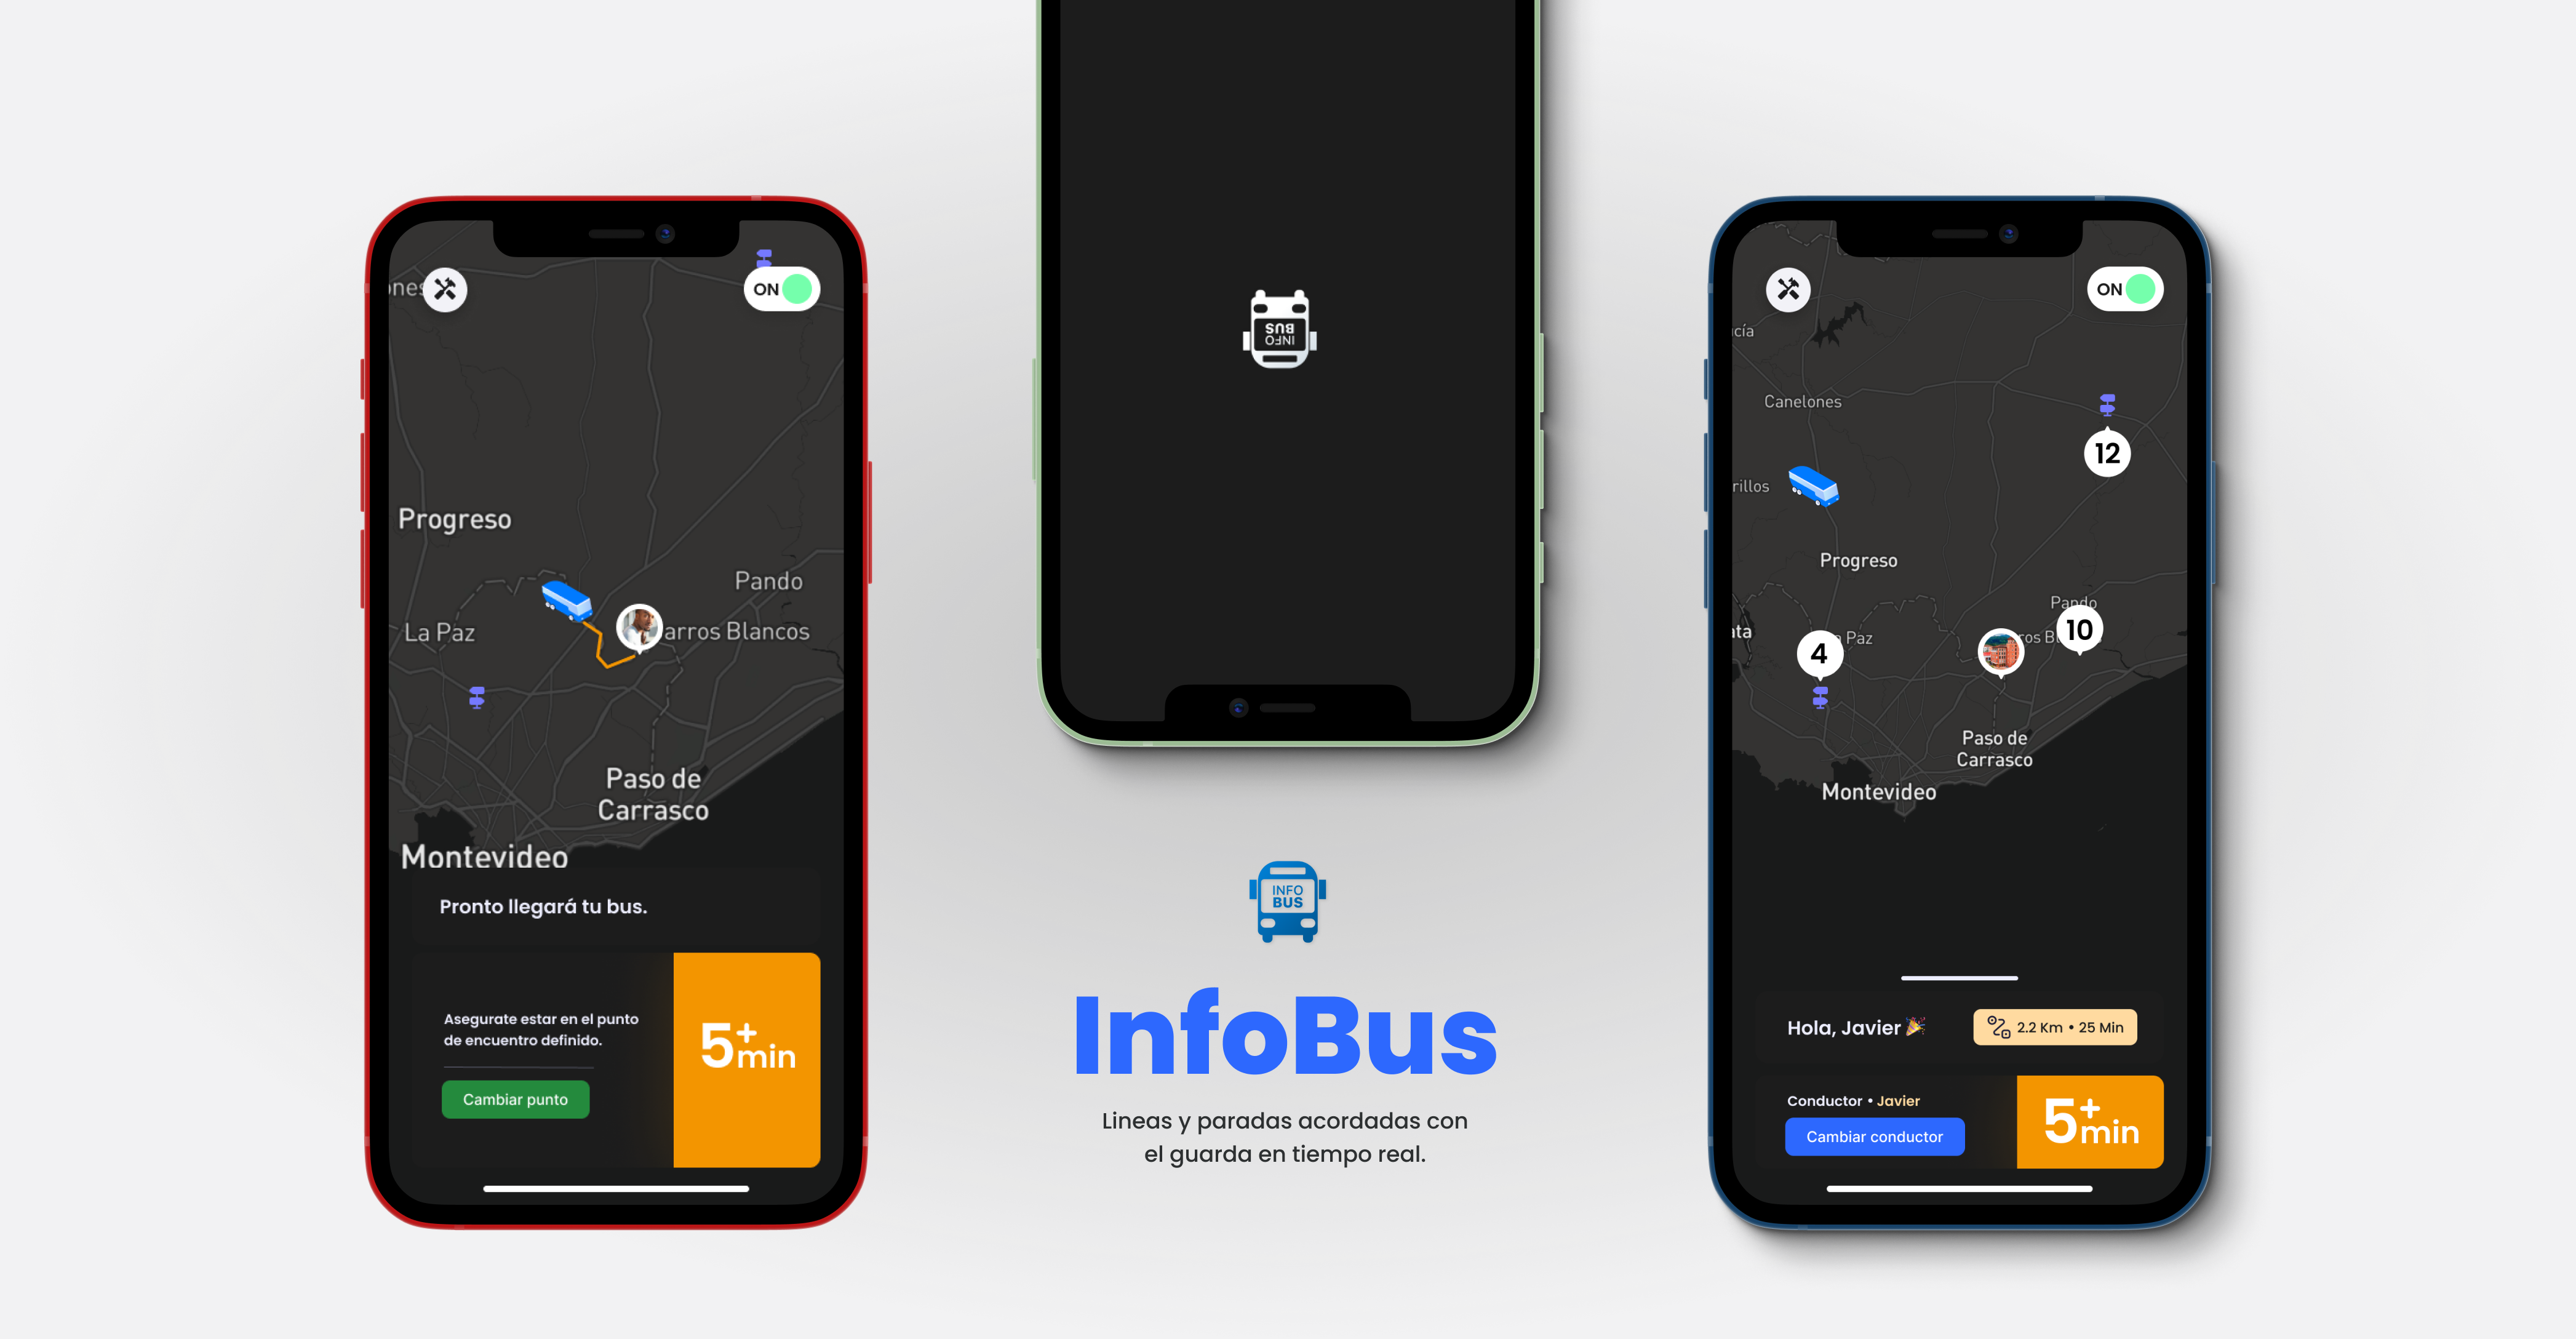 ones
ON
Progreso
Pando
La Paz
arros Blancos
Paso de
Carrasco
Montevideo
Pronto llegará tu bus.
Asegurate estar en el punto
de encuentro definido.
Cambiar punto
5+min
INFO
BUS
INFO
BUS
InfoBus
Lineas y paradas acordadas con
el guarda en tiempo real.
ON
cía
Canelones
12
rillos
Progreso
Pando
10
ros B
ata
4
Paz
Paso de
Carrasco
Montevideo
Hola, Javier
2.2 Km • 25 Min
Conductor • Javier
Cambiar conductor
5+min